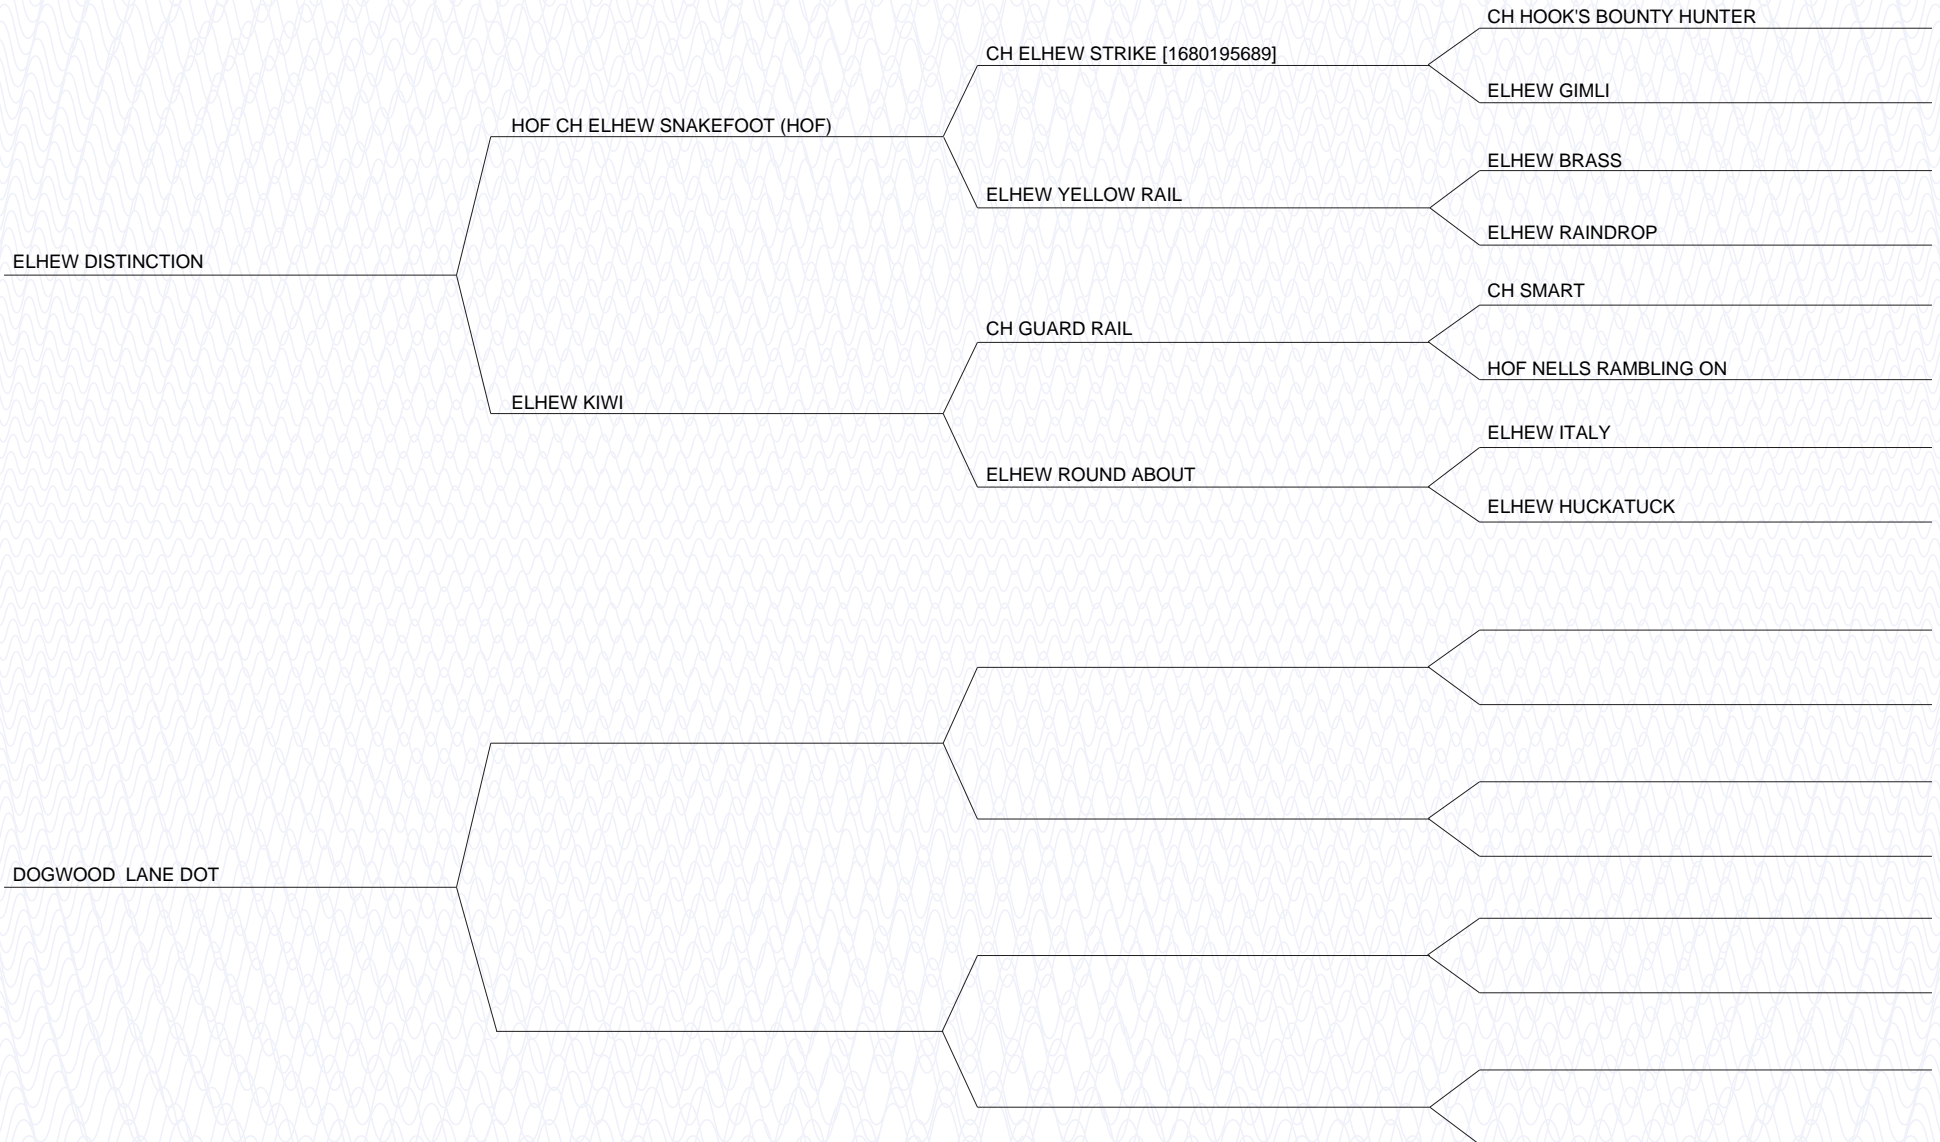 CH HOOK'S BOUNTY HUNTER
CH ELHEW STRIKE [1680195689]
ELHEW GIMLI
HOF CH ELHEW SNAKEFOOT (HOF)
ELHEW BRASS
ELHEW YELLOW RAIL
ELHEW RAINDROP
ELHEW DISTINCTION
CH SMART
CH GUARD RAIL
HOF NELLS RAMBLING ON
ELHEW KIWI
ELHEW ITALY
ELHEW ROUND ABOUT
ELHEW HUCKATUCK
DOGWOOD  LANE DOT